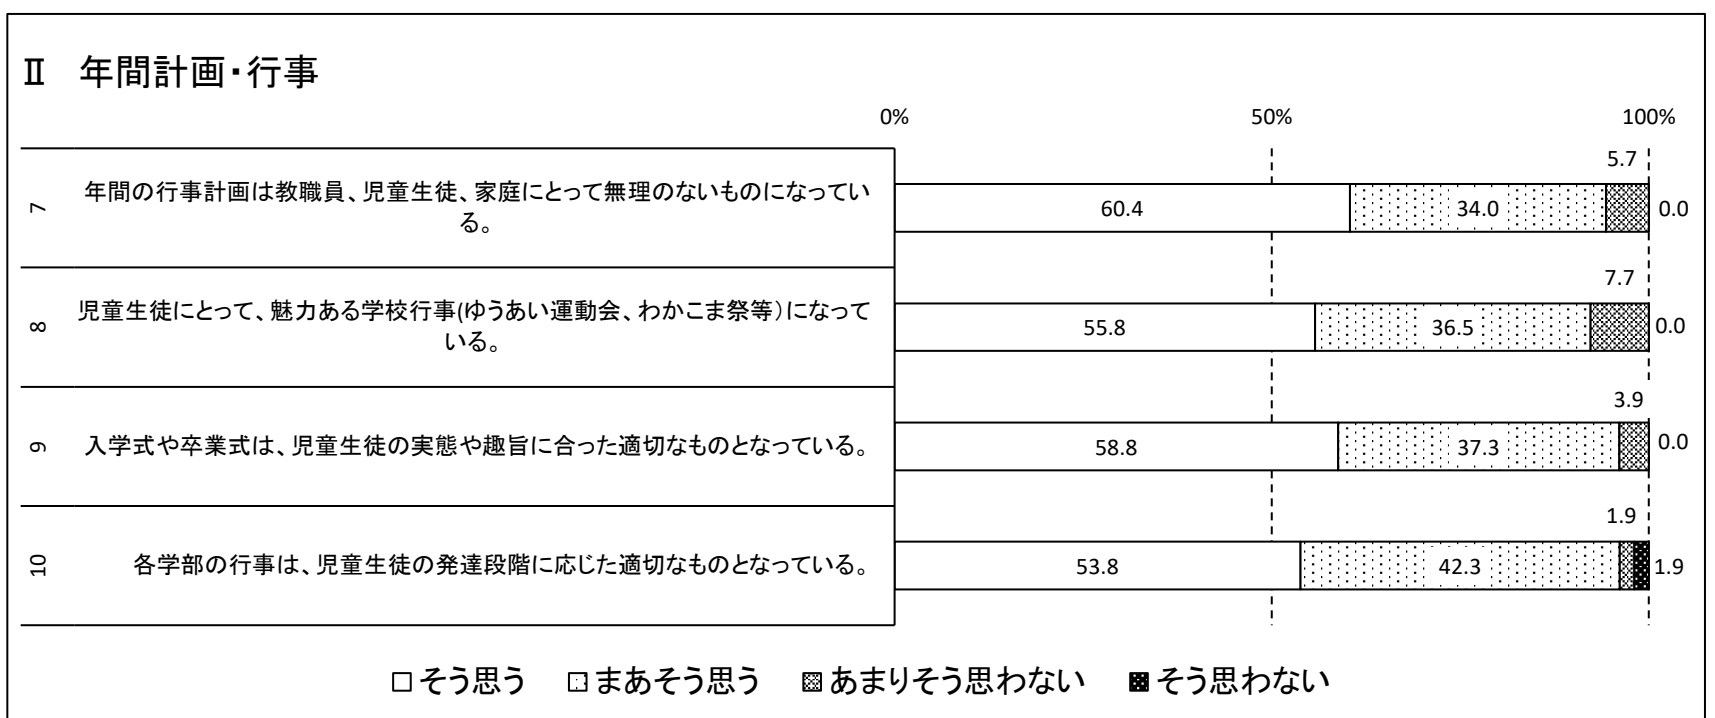 Ⅱ 年間計画・行事
0% 50% 100%
5.7
7 年間の行事計画は教職員、児童生徒、家庭にとって無理のないものになってい
る。
60.4 34.0 0.0
7.7
8 児童生徒にとって、魅力ある学校行事(ゆうあい運動会、わかこま祭等）になって
いる。
55.8 36.5 0.0
3.9
9 入学式や卒業式は、児童生徒の実態や趣旨に合った適切なものとなっている。
58.8 37.3 0.0
1.9
10 各学部の行事は、児童生徒の発達段階に応じた適切なものとなっている。
53.8 42.3 1.9
そう思う まあそう思う あまりそう思わない そう思わない